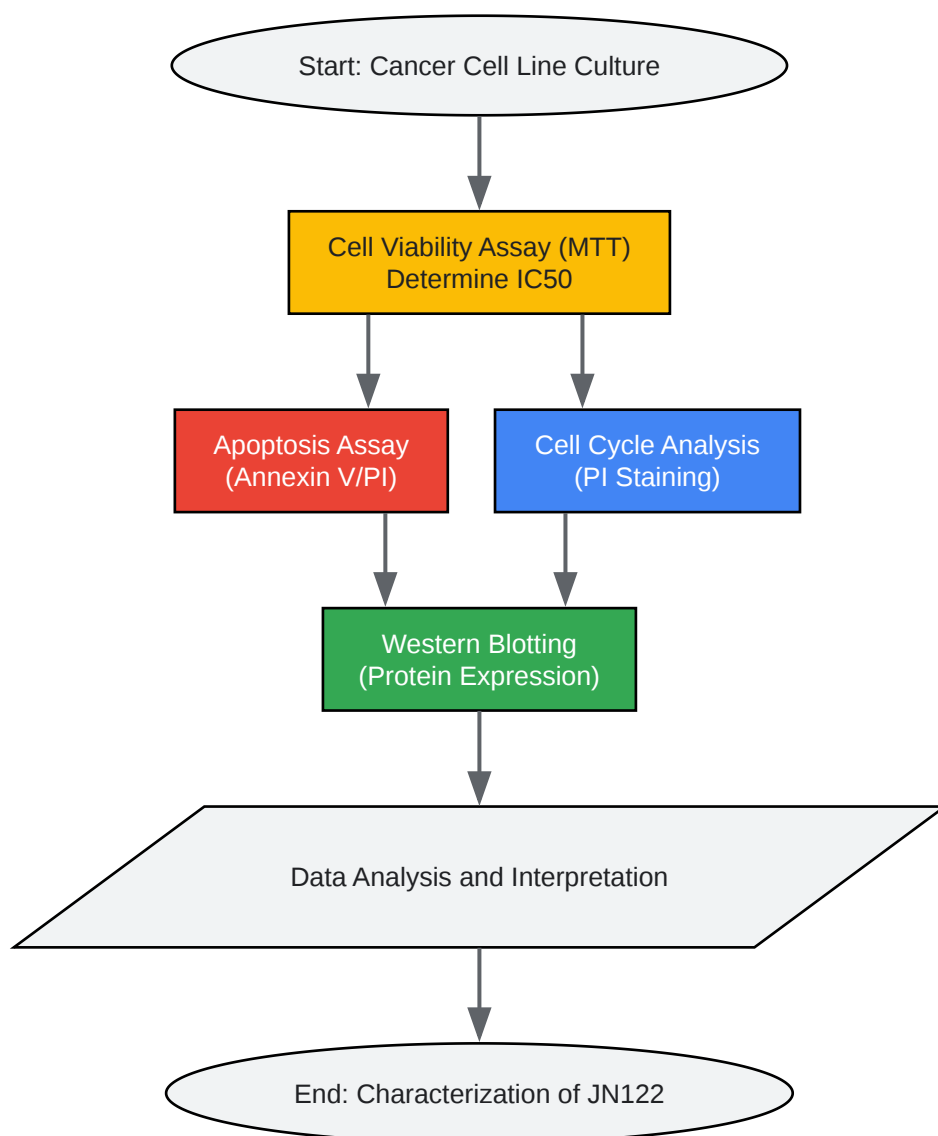 Start: Cancer Cell Line Culture
Cell Viability Assay (MTT)
Determine IC50
Apoptosis Assay
(Annexin V/PI)
Cell Cycle Analysis
(PI Staining)
Western Blotting
(Protein Expression)
Data Analysis and Interpretation
End: Characterization of JN122